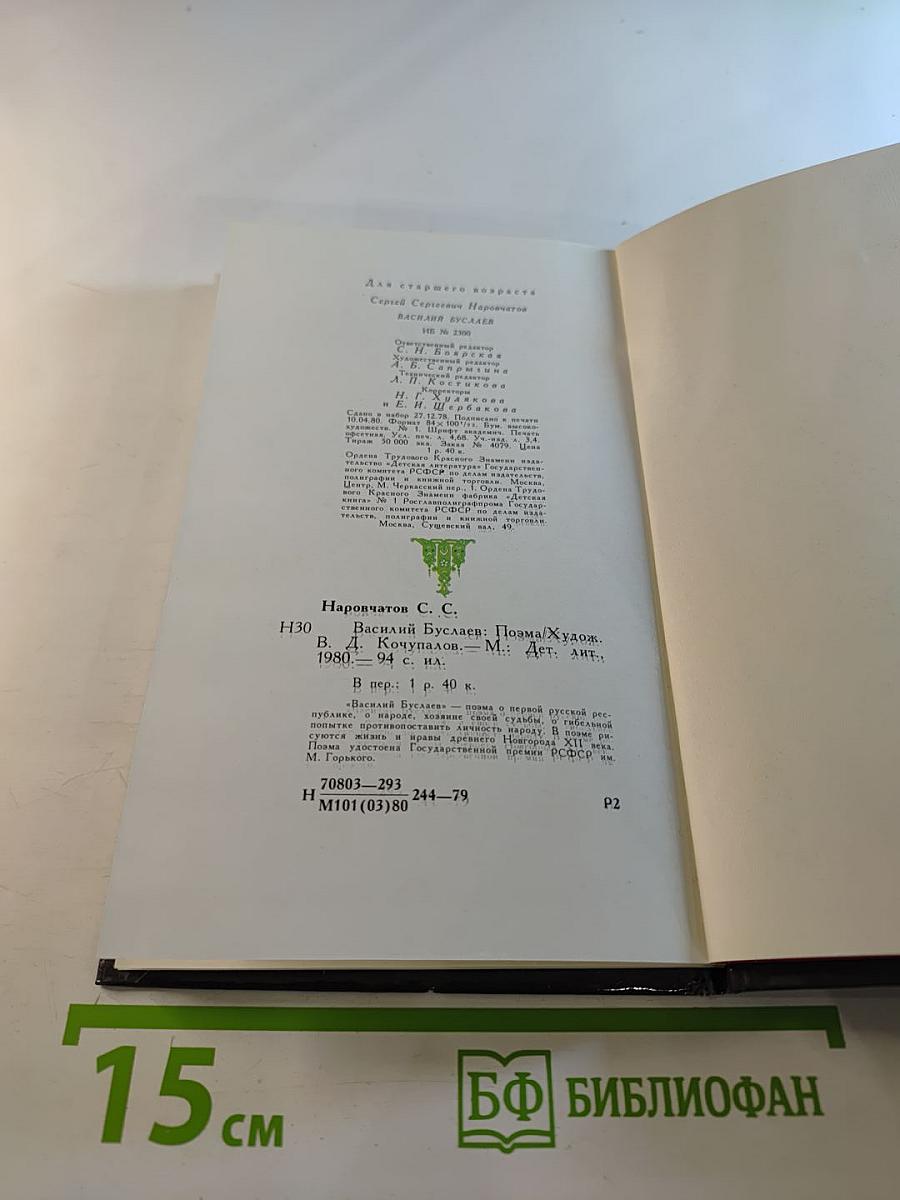 Для старшего возраста
Сергей Сергеевич Наровчатов
ВАСИЛИЙ БУСЛАЕВ
ИБ № 2300
Ответственный редактор
С. Н. Боярская
Художественный редактор
А. Б. Сапрыгина
Технический редактор
Л. П. Костикова
Корректоры
Н. Г. Худякова
и Е. И. Щербакова
Сдано в набор 27.12.78. Подписано к печати
10.04.80. Формат 84×100¹/₃₂. Бум. высоко-
художеств. № 1. Шрифт академич. Печать
офсетная. Усл. печ. л. 4,68. Уч.-изд. л. 3,4.
Тираж 50 000 экз. Заказ № 4079. Цена
1 р. 40 к.
Ордена Трудового Красного Знамени изда-
тельство «Детская литература» Государствен-
ного комитета РСФСР по делам издательств,
полиграфии и книжной торговли. Москва,
Центр, М. Черкасский пер., 1. Ордена Трудо-
вого Красного Знамени фабрика «Детская
книга» № 1 Росглавполиграфпрома Государ-
ственного комитета РСФСР по делам изда-
тельств, полиграфии и книжной торговли.
Москва, Сущевский вал, 49.
Наровчатов С. С.
Н30 Василий Буслаев: Поэма/Худож.
В. Д. Кочупалов.— М.: Дет. лит.,
1980.— 94 с. ил.
В пер.: 1 р. 40 к.
«Василий Буслаев» — поэма о первой русской рес-
публике, о народе, хозяине своей судьбы, о гибельной
попытке противопоставить личность народу. В поэме ри-
суются жизнь и нравы древнего Новгорода XII века.
Поэма удостоена Государственной премии РСФСР им.
М. Горького.
Н 70803—293 244—79
М101(03)80
Р2
15 см
БФ БИБЛИОФАН